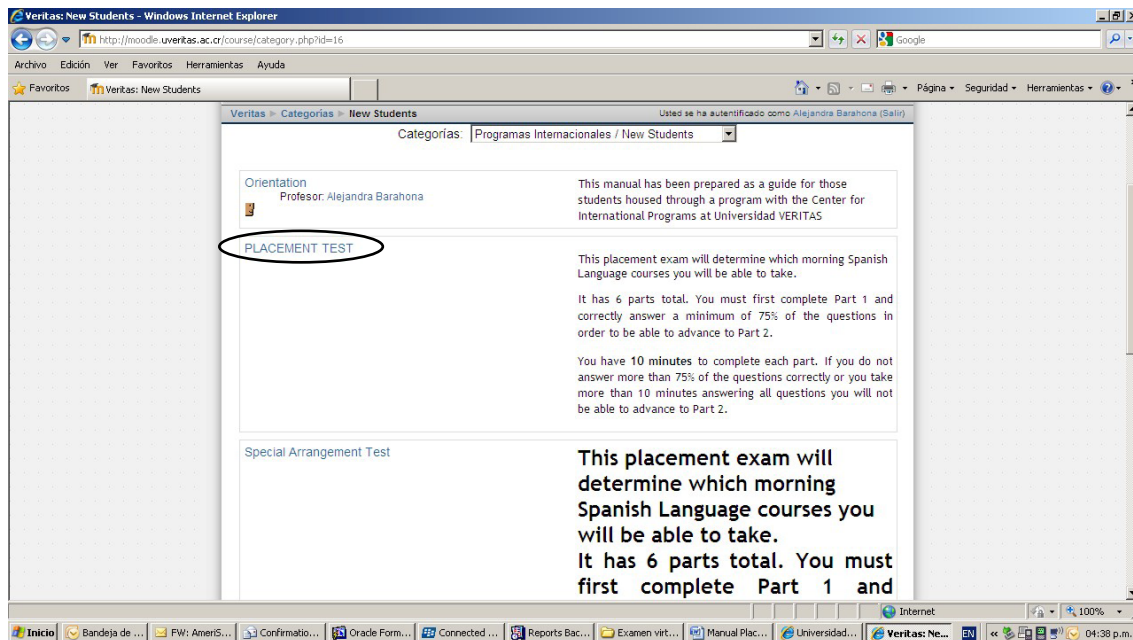 Veritas: New Students - Windows Internet Explorer
http://moodle.uveritas.ac.cr/course/category.php?id=16
Google
Archivo Edición Ver Favoritos Herramientas Ayuda
Favoritos Veritas: New Students
Página Seguridad Herramientas
Veritas Categorías New Students
Usted se ha autentificado como Alejandra Barahona (Salir)
Categorías: Programas Internacionales / New Students
Orientation
Profesor: Alejandra Barahona
This manual has been prepared as a guide for those
students housed through a program with the Center for
International Programs at Universidad VERITAS
PLACEMENT TEST
This placement exam will determine which morning Spanish
Language courses you will be able to take.
It has 6 parts total. You must first complete Part 1 and
correctly answer a minimum of 75% of the questions in
order to be able to advance to Part 2.
You have 10 minutes to complete each part. If you do not
answer more than 75% of the questions correctly or you take
more than 10 minutes answering all questions you will not
be able to advance to Part 2.
Special Arrangement Test
This placement exam will
determine which morning
Spanish Language courses you
will be able to take.
It has 6 parts total. You must
first complete Part 1 and
Internet 100%
Inicio Bandeja de ... FW: AmeriS... Confirmatio... Oracle Form... Connected ... Reports Bac... Examen virt... Manual Plac... Universidad... Veritas: Ne... EN 04:38 p.m.